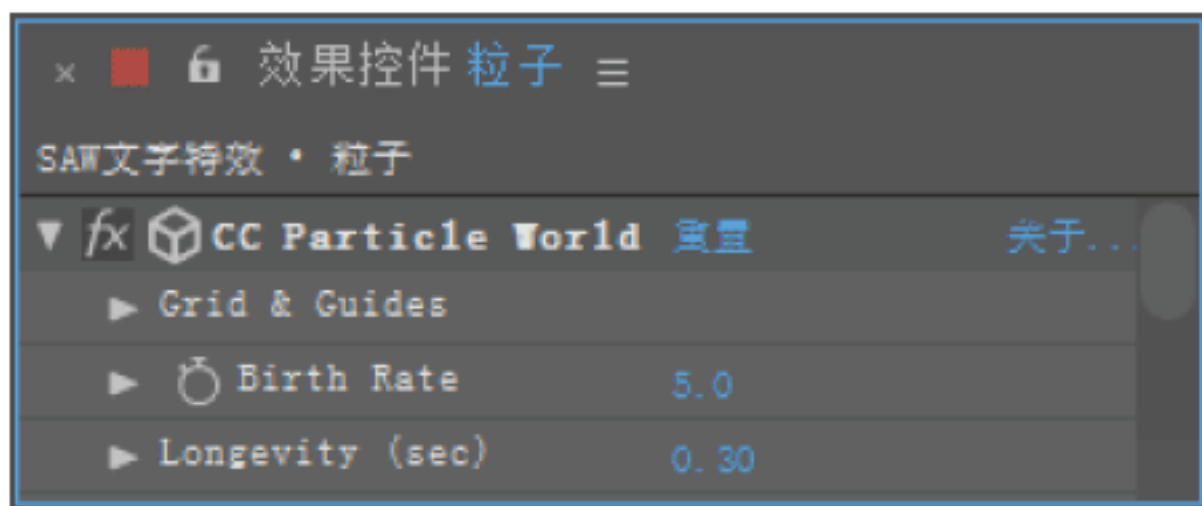 效果控件 粒子
SAW文字特效 • 粒子
fx CC Particle World 重置 关于...
Grid & Guides
Birth Rate 5.0
Longevity (sec) 0.30